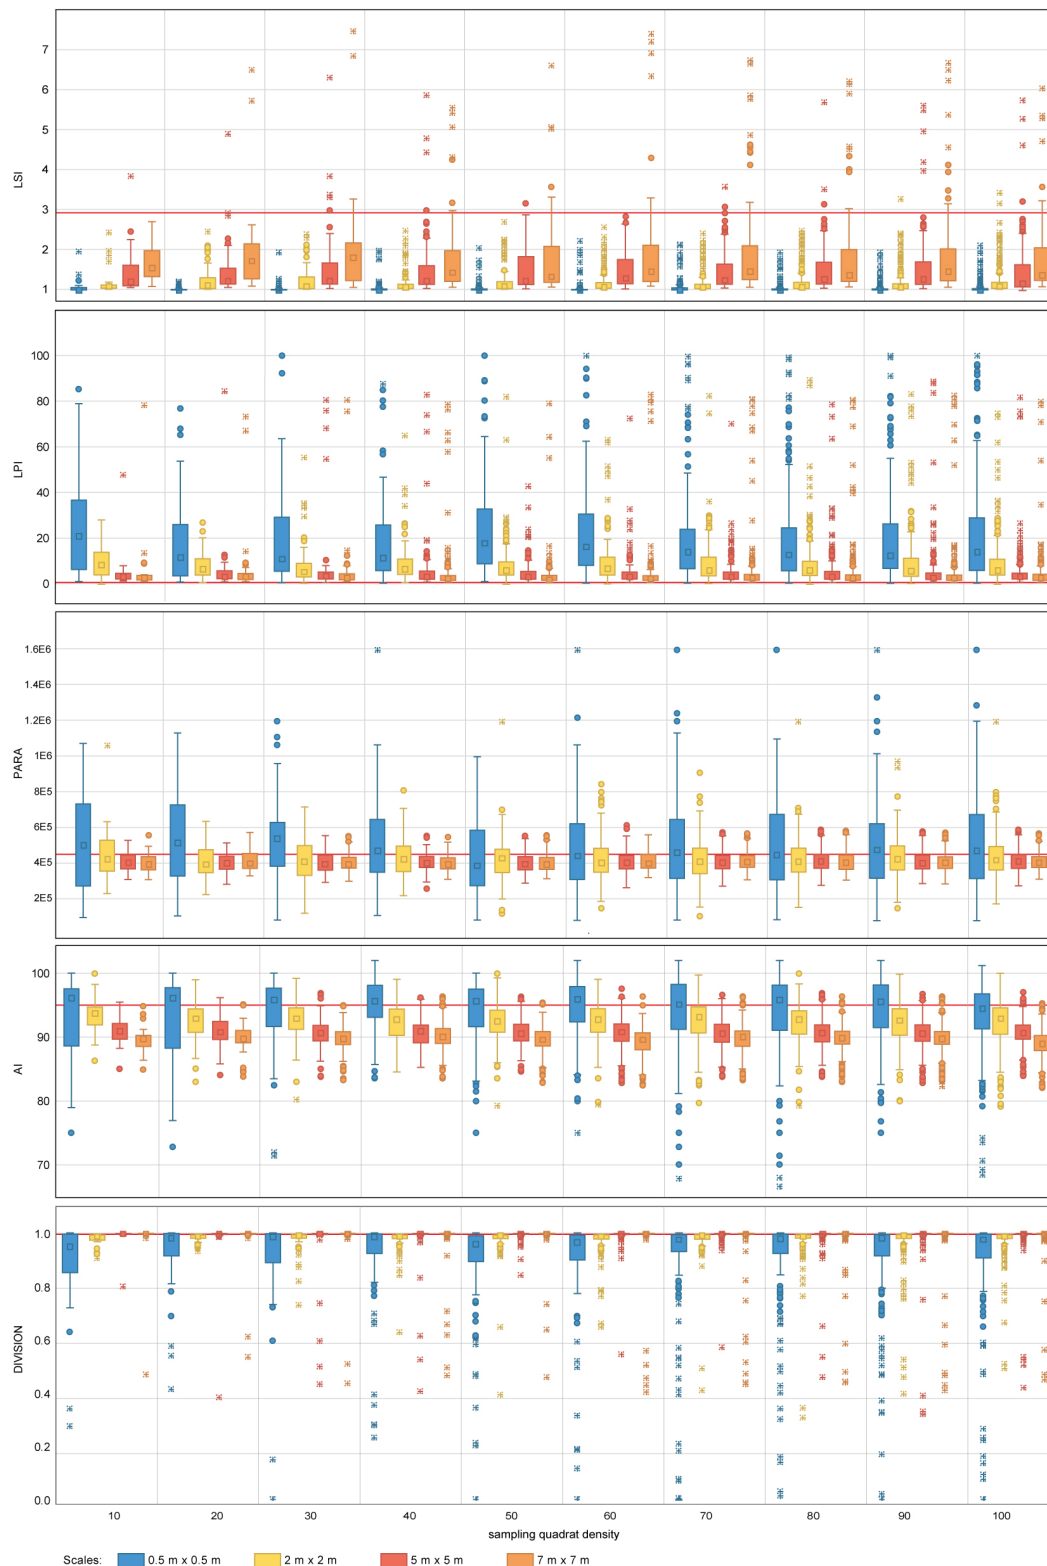 LSI
7
6
5
4
3
2
1
LPI
100
80
60
40
20
0
PARA
1.6E6
1.4E6
1.2E6
1E6
8E5
6E5
4E5
2E5
AI
100
90
80
70
DIVISION
1.0
0.8
0.6
0.4
0.2
0.0
10 20 30 40 50 60 70 80 90 100
sampling quadrat density
Scales: 0.5 m x 0.5 m 2 m x 2 m 5 m x 5 m 7 m x 7 m